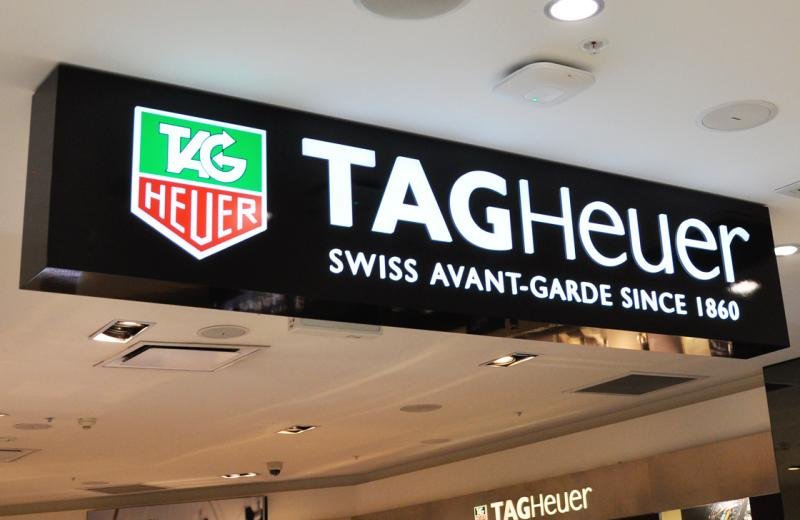 TAG
HEUER
TAGHeuer
SWISS AVANT-GARDE SINCE 1860
TAGHeuer